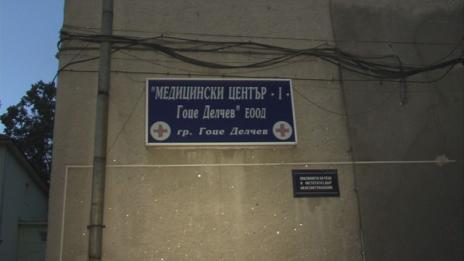 "МЕДИЦИНСКИ ЦЕНТЪР - I -
Гоце Делчев" ЕООД
гр. Гоце Делчев